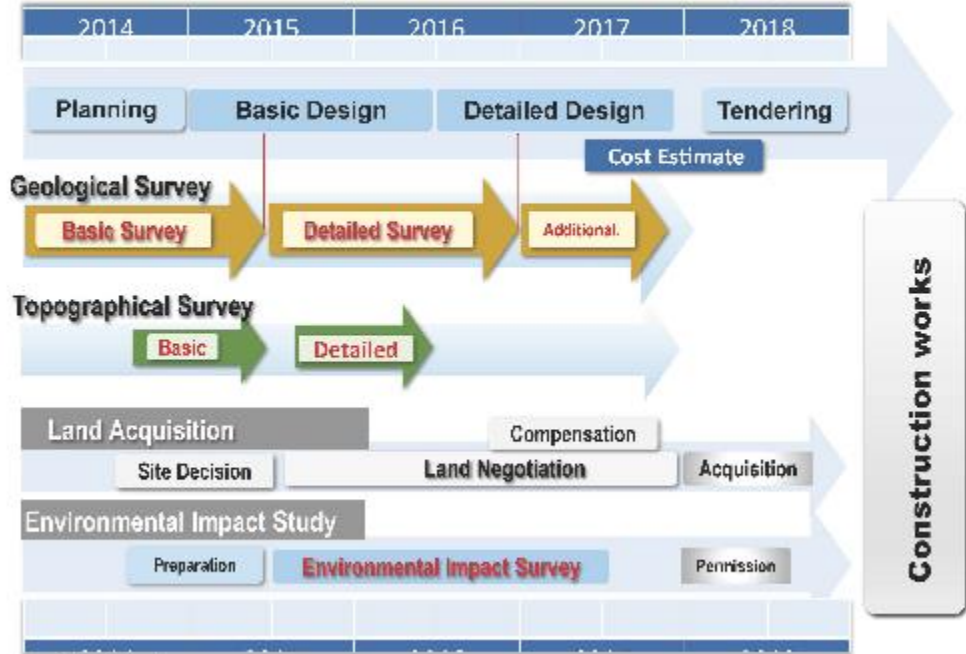 2014 2015 2016 2017 2018
Planning Basic Design Detailed Design Tendering
Cost Estimate
Geological Survey
Basic Survey Detailed Survey Additional.
Topographical Survey
Basic Detailed
Land Acquisition
Compensation
Site Decision Land Negotiation Acquisition
Environmental Impact Study
Preparation Environmental Impact Survey Permission
Construction works